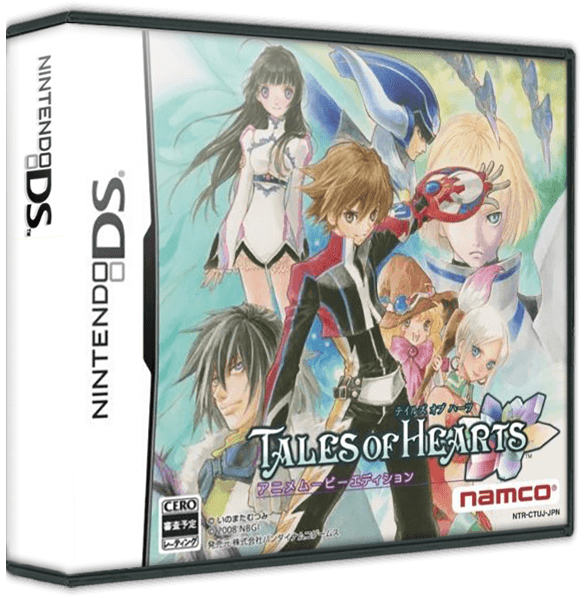 NINTENDO DS™
NINTENDO DS®
テイルズ オブ ハーツ
TALES OF HEARTS™
アニメムービーエディション
CERO
審査予定
レーティング
©いのまたむつみ
©2008 NBGI
発売元:株式会社バンダイナムコゲームス
namco®
NTR-CTUJ-JPN